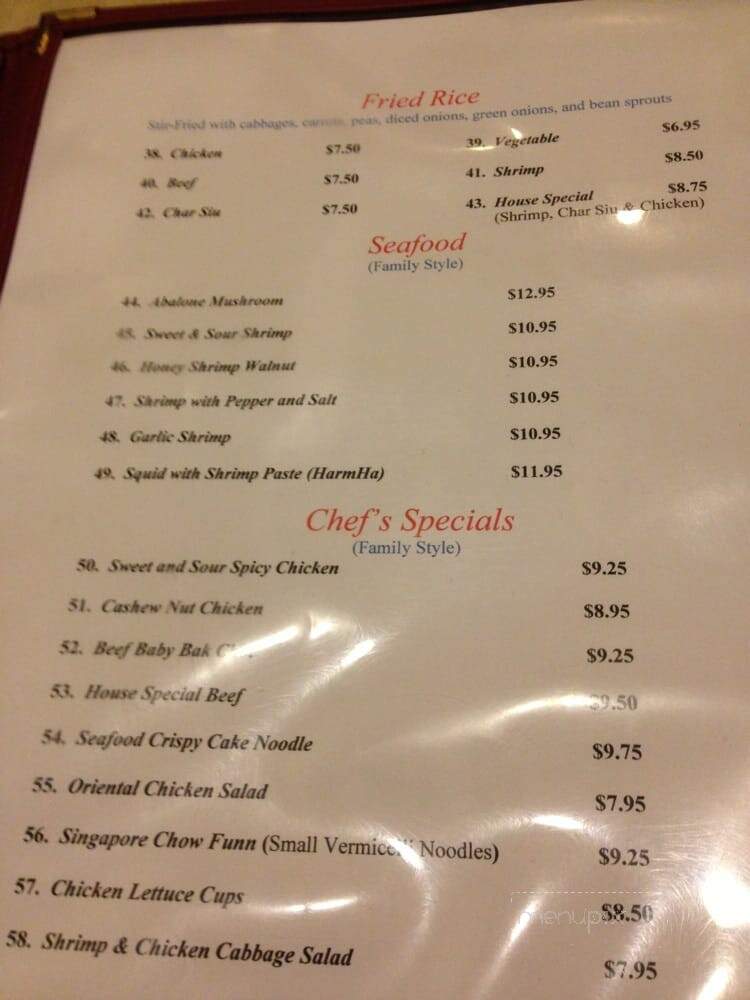 Fried Rice
Stir-Fried with cabbages, carrots, peas, diced onions, green onions, and bean sprouts
38. Chicken $7.50
39. Vegetable $6.95
40. Beef $7.50
41. Shrimp $8.50
42. Char Siu $7.50
43. House Special $8.75
(Shrimp, Char Siu & Chicken)
Seafood
(Family Style)
44. Abalone Mushroom $12.95
45. Sweet & Sour Shrimp $10.95
46. Honey Shrimp Walnut $10.95
47. Shrimp with Pepper and Salt $10.95
48. Garlic Shrimp $10.95
49. Squid with Shrimp Paste (HarmHa) $11.95
Chef's Specials
(Family Style)
50. Sweet and Sour Spicy Chicken $9.25
51. Cashew Nut Chicken $8.95
52. Beef Baby Bak $9.25
53. House Special Beef $9.50
54. Seafood Crispy Cake Noodle $9.75
55. Oriental Chicken Salad $7.95
56. Singapore Chow Funn (Small Vermicelli Noodles) $9.25
57. Chicken Lettuce Cups $8.50
58. Shrimp & Chicken Cabbage Salad $7.95